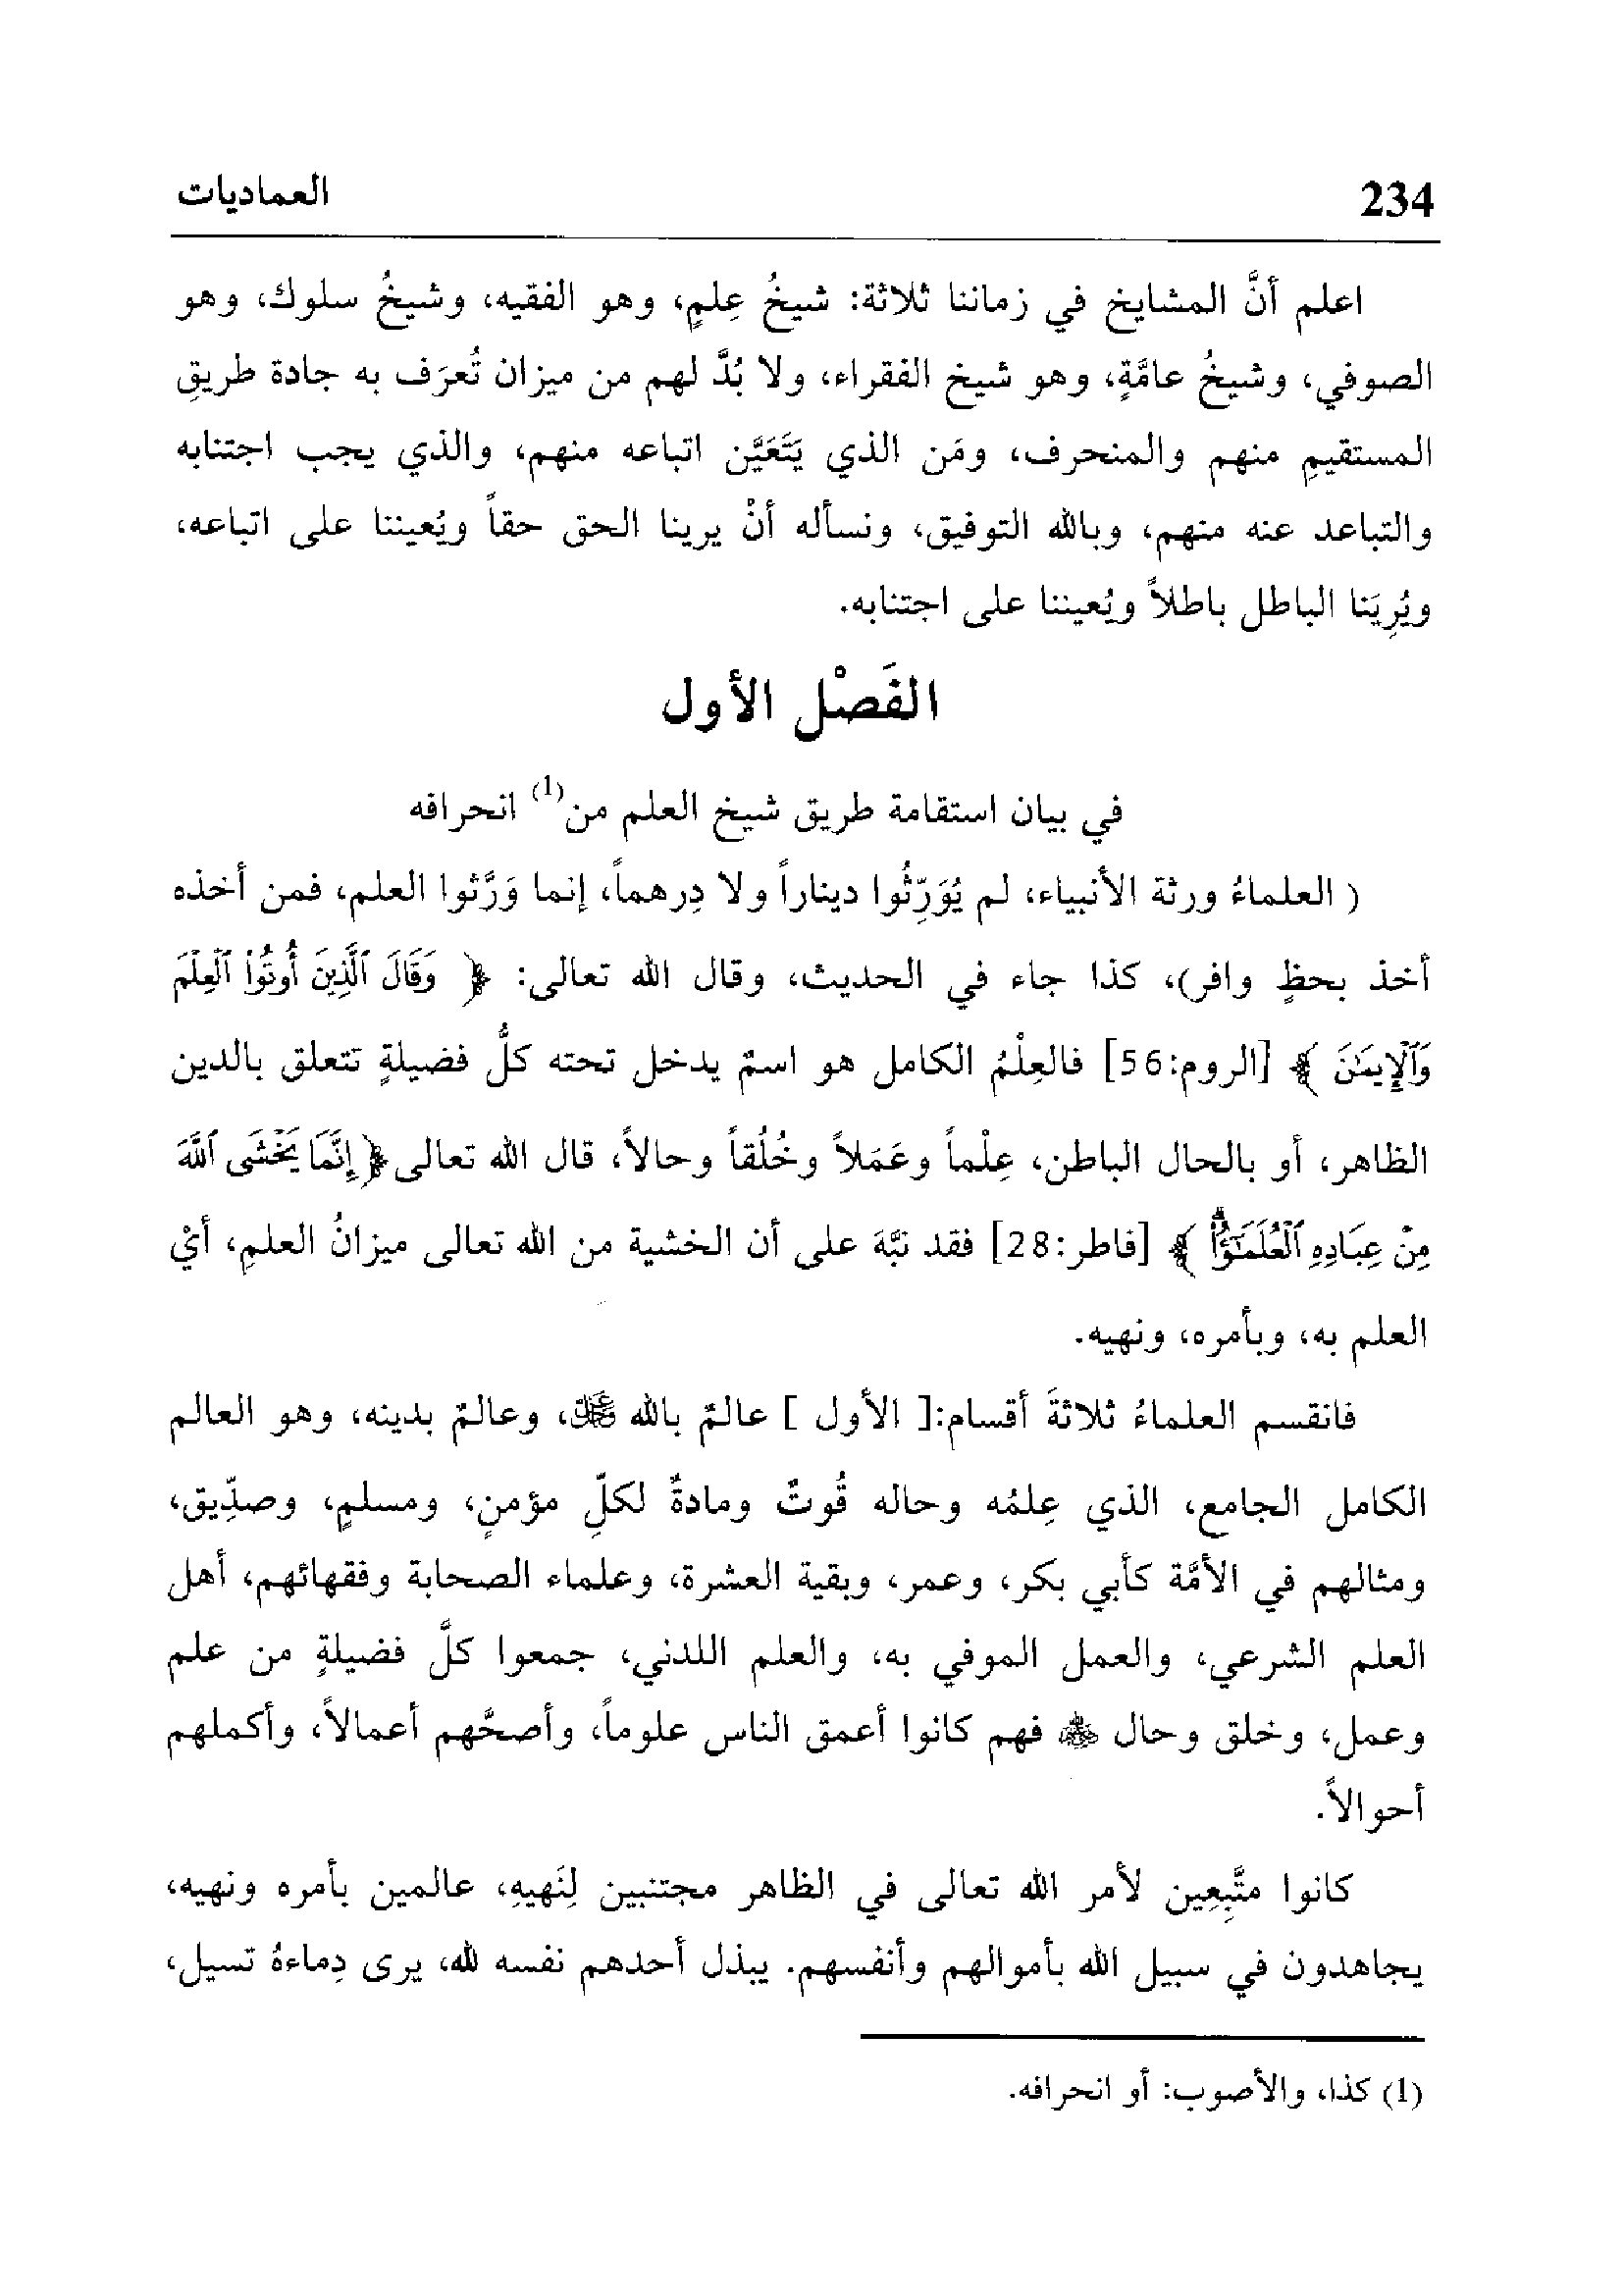 234 العماديات
اعلم أنَّ المشايخ في زماننا ثلاثة: شيخُ عِلمٍ، وهو الفقيه، وشيخُ سلوك، وهو
الصوفي، وشيخُ عامَّةٍ، وهو شيخ الفقراء، ولا بُدَّ لهم من ميزان تُعرَف به جادة طريقِ
المستقيمِ منهم والمنحرف، ومَن الذي يَتَعَيَّن اتباعه منهم، والذي يجب اجتنابه
والتباعد عنه منهم، وبالله التوفيق، ونسأله أنْ يرينا الحق حقاً ويُعيننا على اتباعه،
ويُرِيَنا الباطل باطلاً ويُعيننا على اجتنابه.
الفَصْل الأول
في بيان استقامة طريق شيخ العلم من(1) انحرافه
( العلماءُ ورثة الأنبياء، لم يُوَرِّثُوا ديناراً ولا دِرهماً، إنما وَرَّثوا العلم، فمن أخذه
أخذ بحظٍ وافر)، كذا جاء في الحديث، وقال الله تعالى: ﴿ وَقَالَ ٱلَّذِينَ أُوتُواْ ٱلْعِلْمَ
وَٱلْإِيمَٰنَ ﴾ [الروم:56] فالعِلْمُ الكامل هو اسمٌ يدخل تحته كلُّ فضيلةٍ تتعلق بالدين
الظاهر، أو بالحال الباطن، عِلْماً وعَمَلاً وخُلُقاً وحالاً، قال الله تعالى﴿ إِنَّمَا يَخْشَى ٱللَّهَ
مِنْ عِبَادِهِ ٱلْعُلَمَٰٓؤُاْۗ ﴾ [فاطر:28] فقد نبَّهَ على أن الخشية من الله تعالى ميزانُ العلمِ، أيْ
العلم به، وبأمره، ونهيه.
فانقسم العلماءُ ثلاثةَ أقسام:[ الأول ] عالمٌ بالله ﷿، وعالمٌ بدينه، وهو العالم
الكامل الجامع، الذي عِلمُه وحاله قُوتٌ ومادةٌ لكلِّ مؤمنٍ، ومسلمٍ، وصدِّيق،
ومثالهم في الأمَّة كأبي بكر، وعمر، وبقية العشرة، وعلماء الصحابة وفقهائهم، أهل
العلم الشرعي، والعمل الموفي به، والعلم اللدني، جمعوا كلَّ فضيلةٍ من علم
وعمل، وخلق وحال ﵃ فهم كانوا أعمق الناس علوماً، وأصحَّهم أعمالاً، وأكملهم
أحوالاً.
كانوا متَّبِعِين لأمر الله تعالى في الظاهر مجتنبين لِنَهيهِ، عالمين بأمره ونهيه،
يجاهدون في سبيل الله بأموالهم وأنفسهم. يبذل أحدهم نفسه لله، يرى دِماءهُ تسيل،
(1) كذا، والأصوب: أو انحرافه.